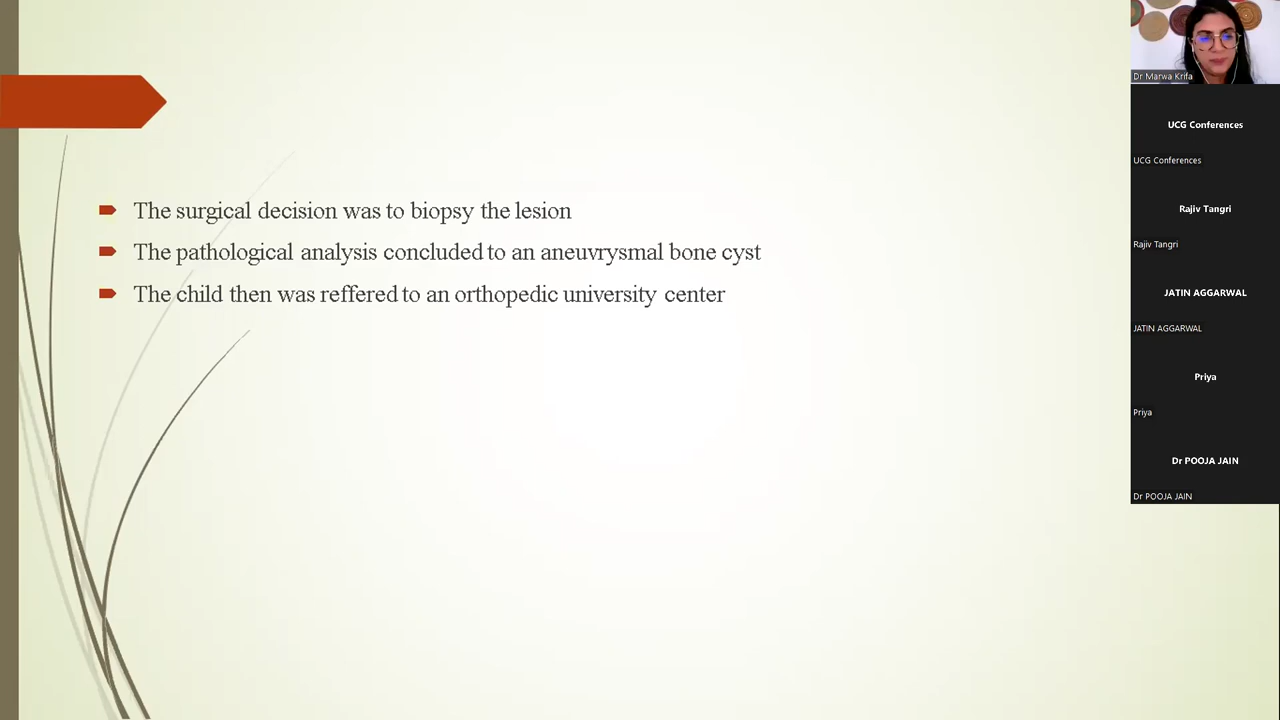 The surgical decision was to biopsy the lesion
The pathological analysis concluded to an aneuvrysmal bone cyst
The child then was reffered to an orthopedic university center
Dr Marwa Krifa
UCG Conferences
UCG Conferences
Rajiv Tangri
Rajiv Tangri
JATIN AGGARWAL
JATIN AGGARWAL
Priya
Priya
Dr POOJA JAIN
Dr POOJA JAIN